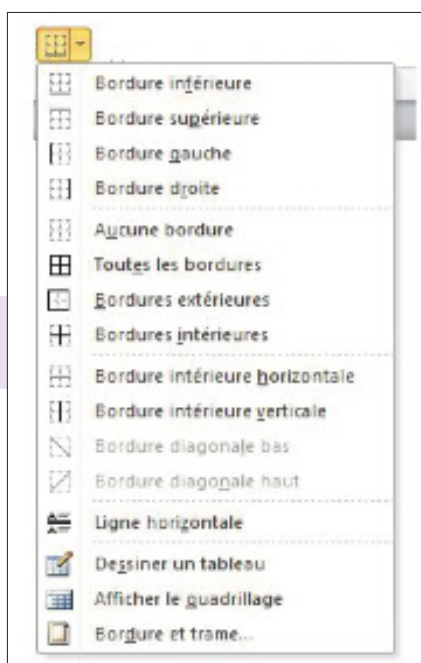 Bordure inférieure
Bordure supérieure
Bordure gauche
Bordure droite
Aucune bordure
Toutes les bordures
Bordures extérieures
Bordures intérieures
Bordure intérieure horizontale
Bordure intérieure verticale
Bordure diagonale bas
Bordure diagonale haut
Ligne horizontale
Dessiner un tableau
Afficher le quadrillage
Bordure et trame...